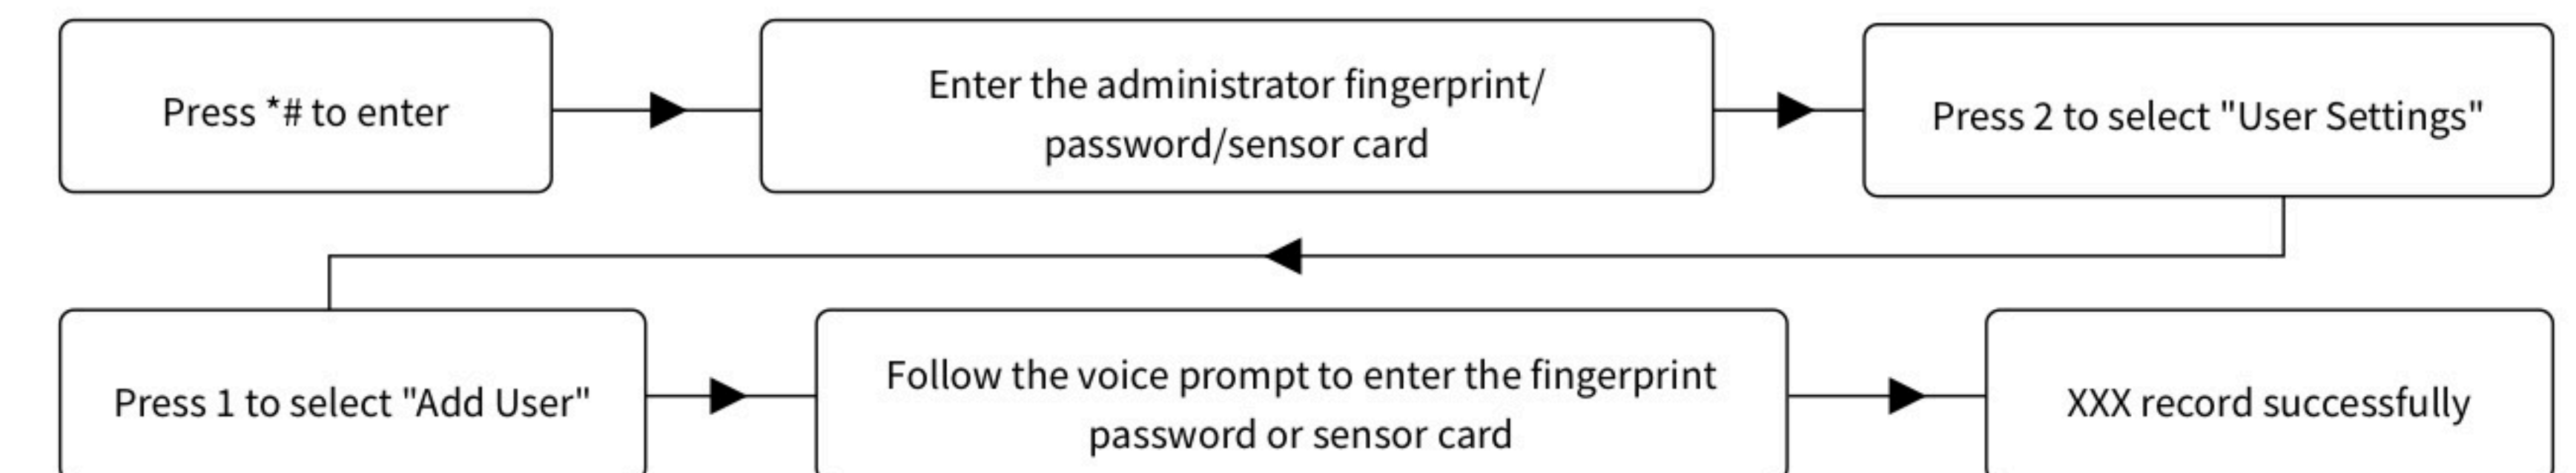 Press *# to enter
Enter the administrator fingerprint/
password/sensor card
Press 2 to select "User Settings"
Press 1 to select "Add User"
Follow the voice prompt to enter the fingerprint
password or sensor card
XXX record successfully